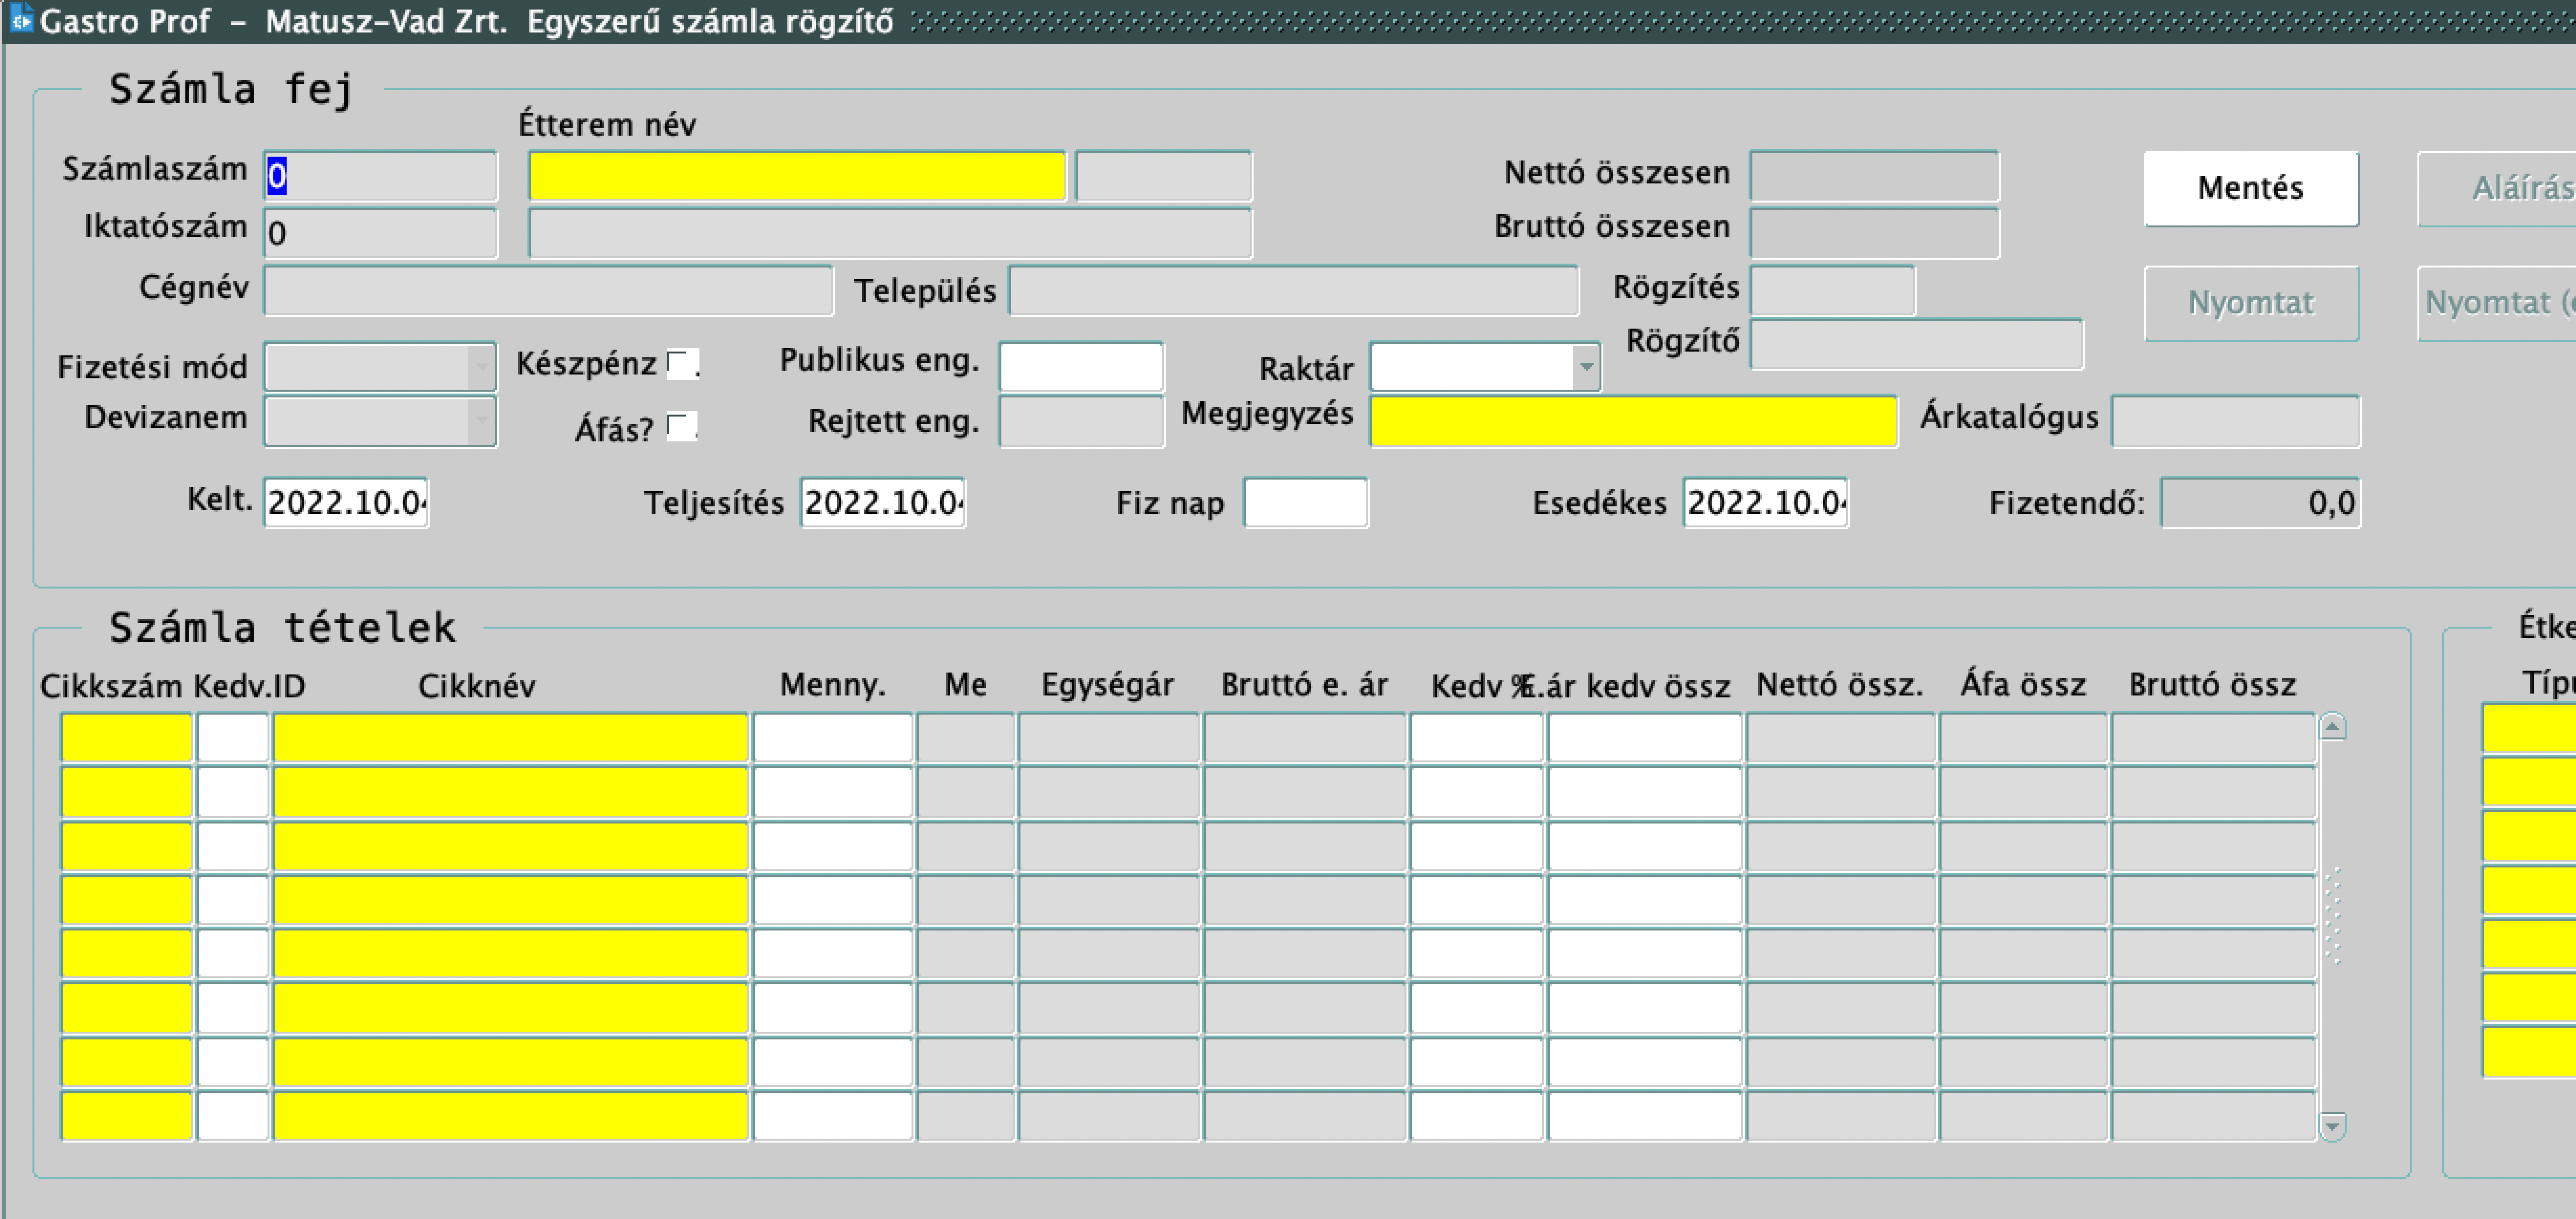 Gastro Prof - Matusz-Vad Zrt. Egyszerű számla rögzítő
Számla fej
Étterem név
Számlaszám 0 Nettó összesen Mentés Aláírás
Iktatószám 0 Bruttó összesen
Cégnév Település Rögzítés Nyomtat Nyomtat (
Rögzítő
Fizetési mód Készpénz Publikus eng. Raktár
Devizanem Áfás? Rejtett eng. Megjegyzés Árkatalógus
Kelt. 2022.10.04 Teljesítés 2022.10.04 Fiz nap Esedékes 2022.10.04 Fizetendő: 0,0
Számla tételek Étke
Cikkszám Kedv.ID Cikknév Menny. Me Egységár Bruttó e. ár Kedv % E.ár kedv össz Nettó össz. Áfa össz Bruttó össz Típu